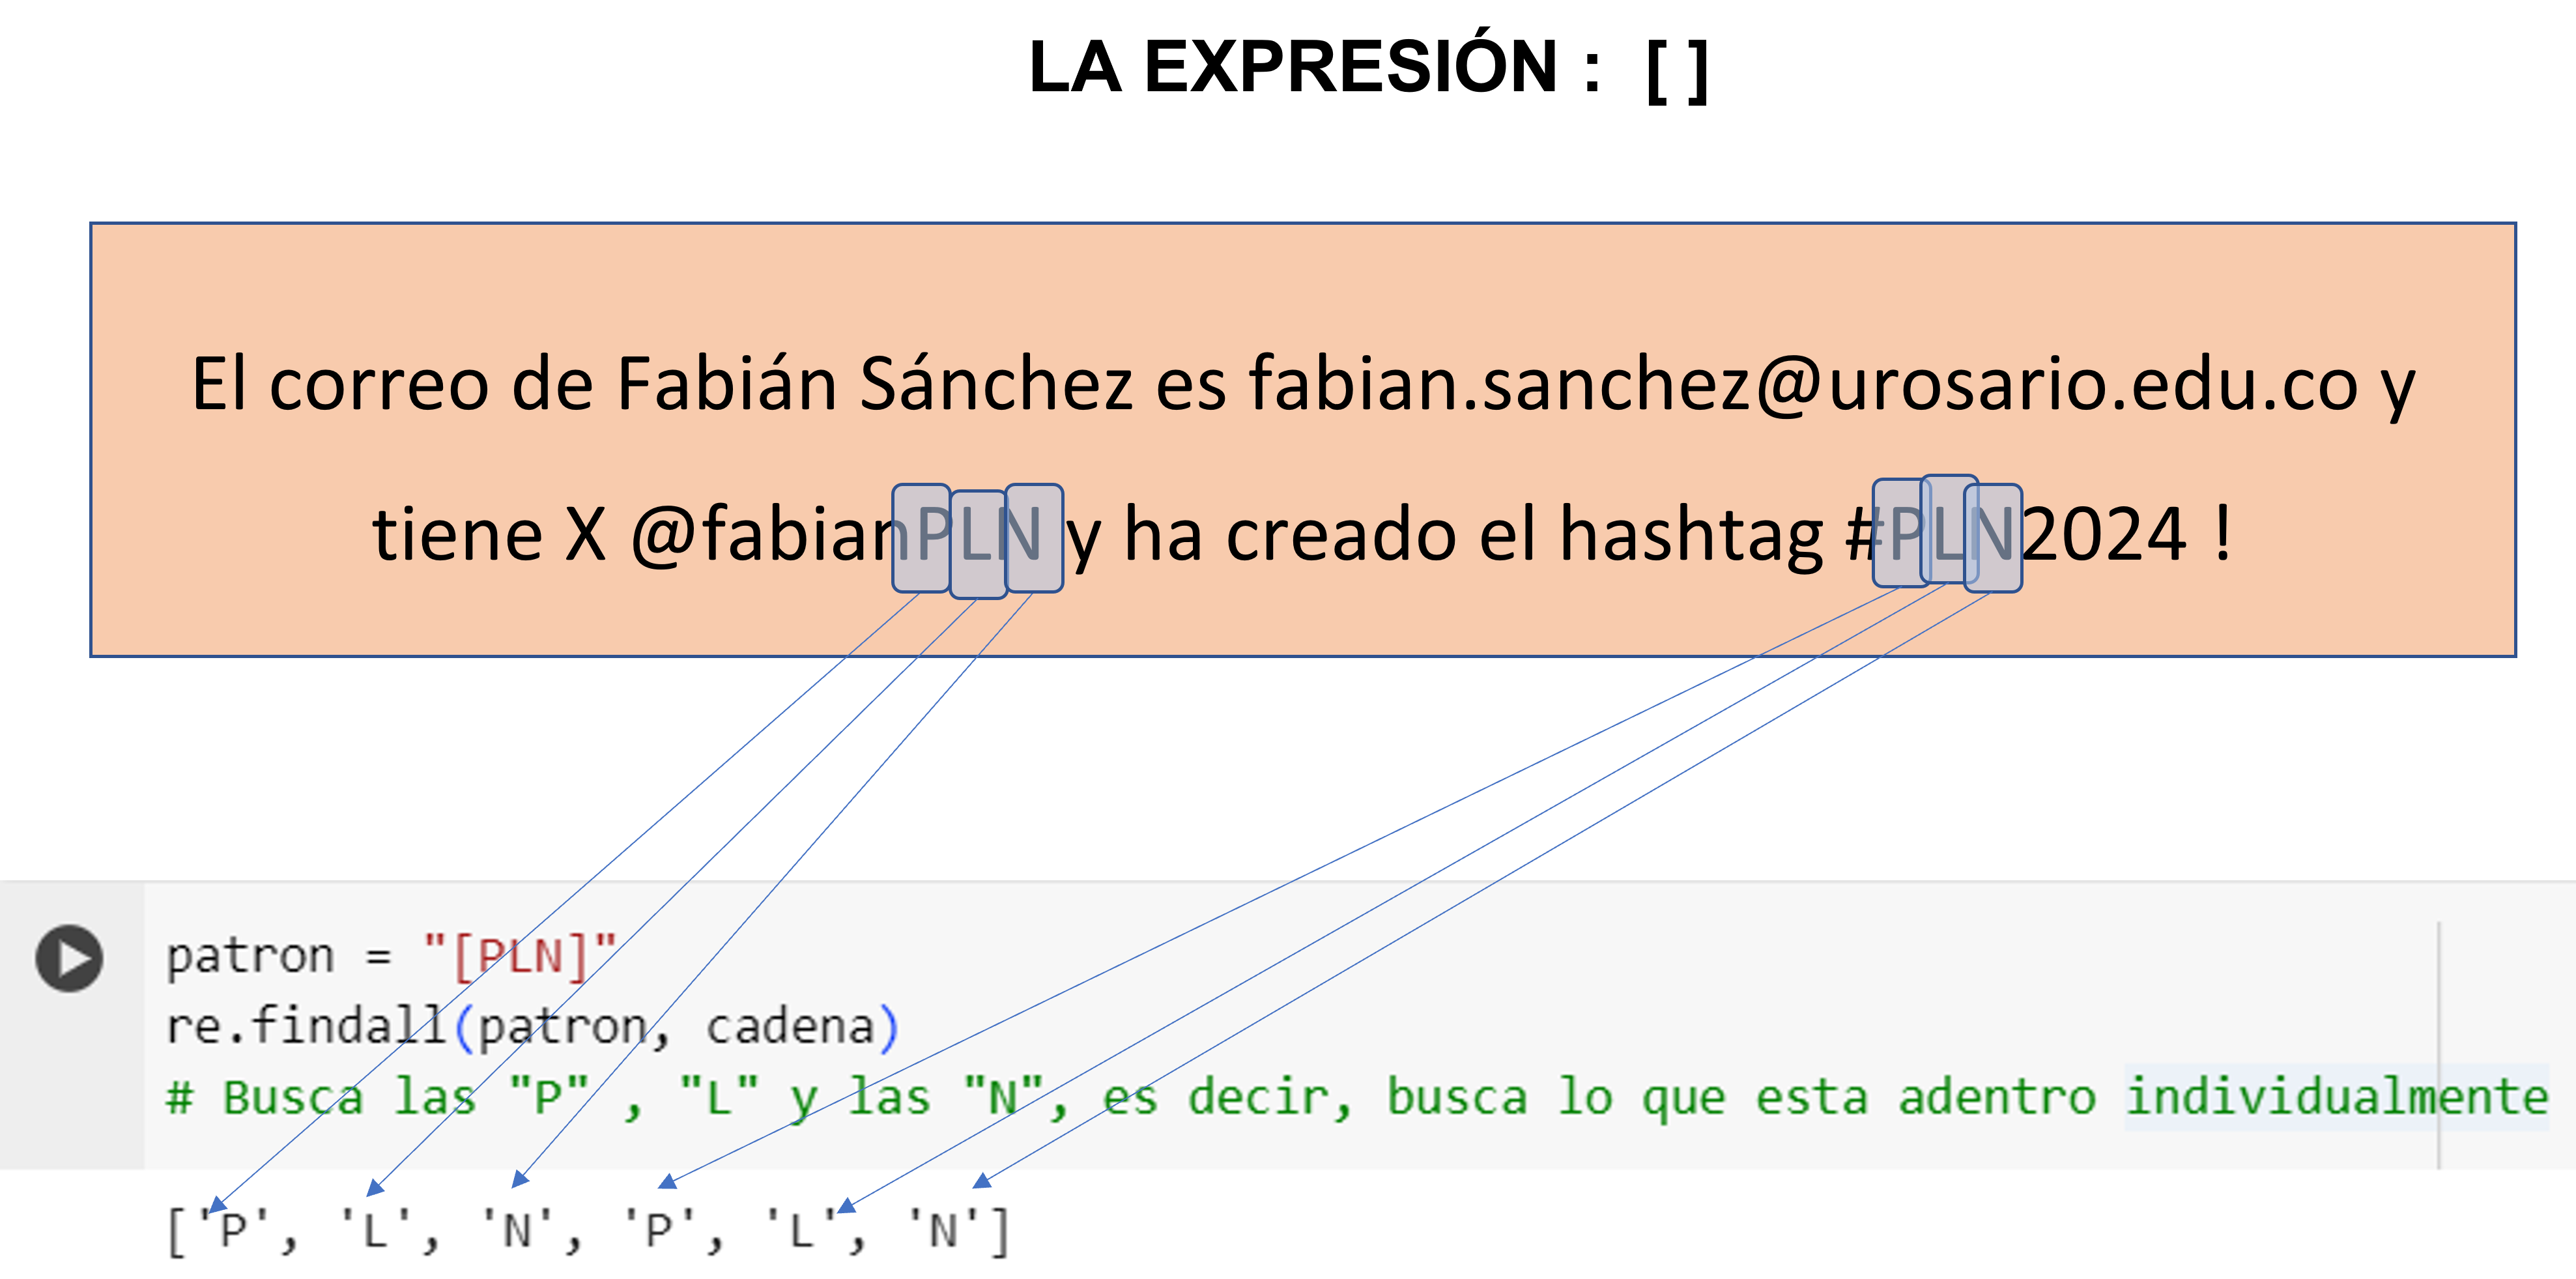 LA EXPRESIÓN : [ ]
El correo de Fabián Sánchez es fabian.sanchez@urosario.edu.co y
tiene X @fabianPLN y ha creado el hashtag #PLN2024 !
patron = "[PLN]"
re.findall(patron, cadena)
# Busca las "P" , "L" y las "N", es decir, busca lo que esta adentro individualmente
['P', 'L', 'N', 'P', 'L', 'N']